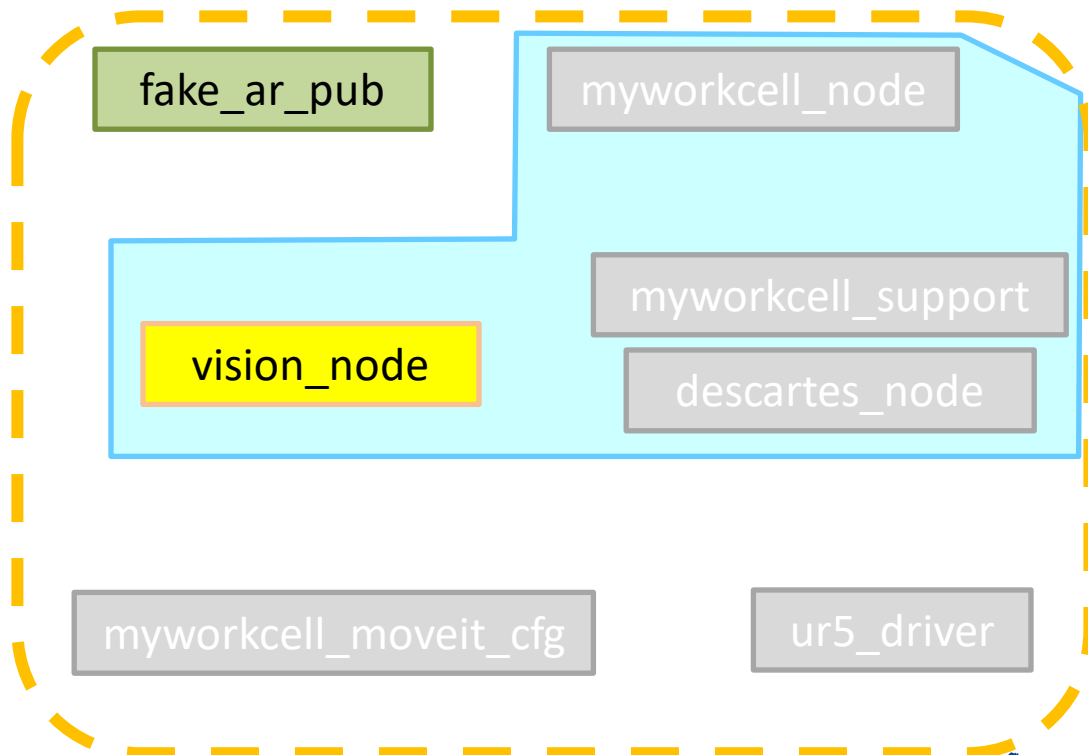 fake_ar_pub
myworkcell_node
myworkcell_support
vision_node
descartes_node
myworkcell_moveit_cfg
ur5_driver